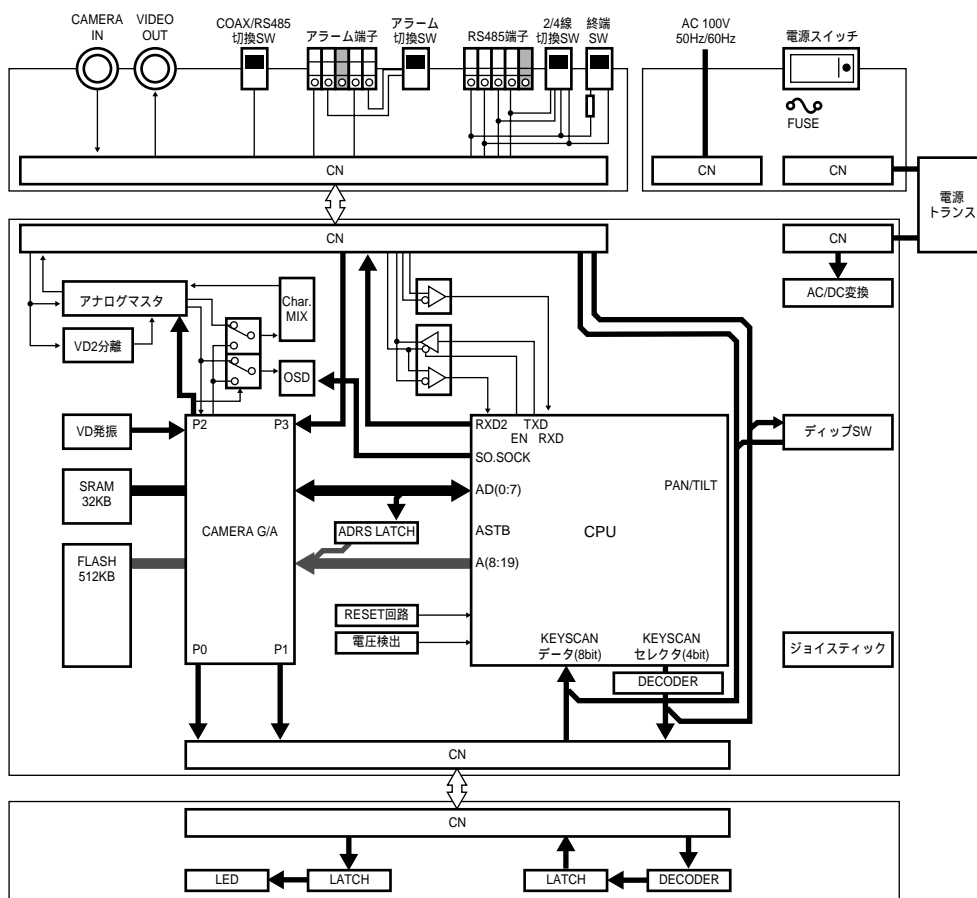 CAMERA
IN
VIDEO
OUT
COAX/RS485
切換SW
アラーム端子
アラーム
切換SW
RS485端子
2/4線
切換SW
終端
SW
AC 100V
50Hz/60Hz
電源スイッチ
FUSE
CN
CN
CN
電源
トランス
CN
CN
アナログマスタ
Char.
MIX
AC/DC変換
VD2分離
OSD
VD発振
P2
P3
RXD2
TXD
EN
RXD
ディップSW
SO.SOCK
SRAM
32KB
AD(0:7)
PAN/TILT
CAMERA G/A
ADRS LATCH
ASTB
CPU
FLASH
512KB
A(8:19)
RESET回路
電圧検出
KEYSCAN
データ(8bit)
KEYSCAN
セレクタ(4bit)
ジョイスティック
P0
P1
DECODER
CN
CN
LED
LATCH
LATCH
DECODER